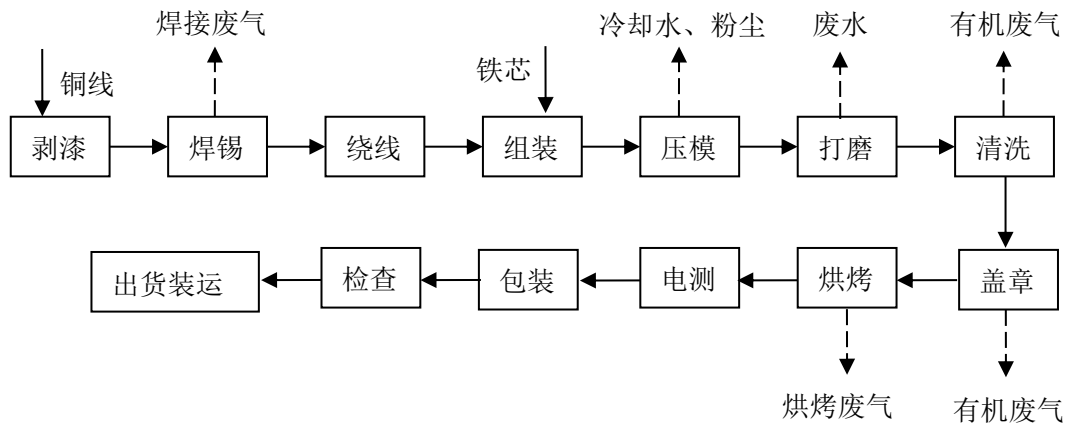 焊接废气
冷却水、粉尘
废水
有机废气
铜线
铁芯
剥漆
焊锡
绕线
组装
压模
打磨
清洗
出货装运
检查
包装
电测
烘烤
盖章
烘烤废气
有机废气